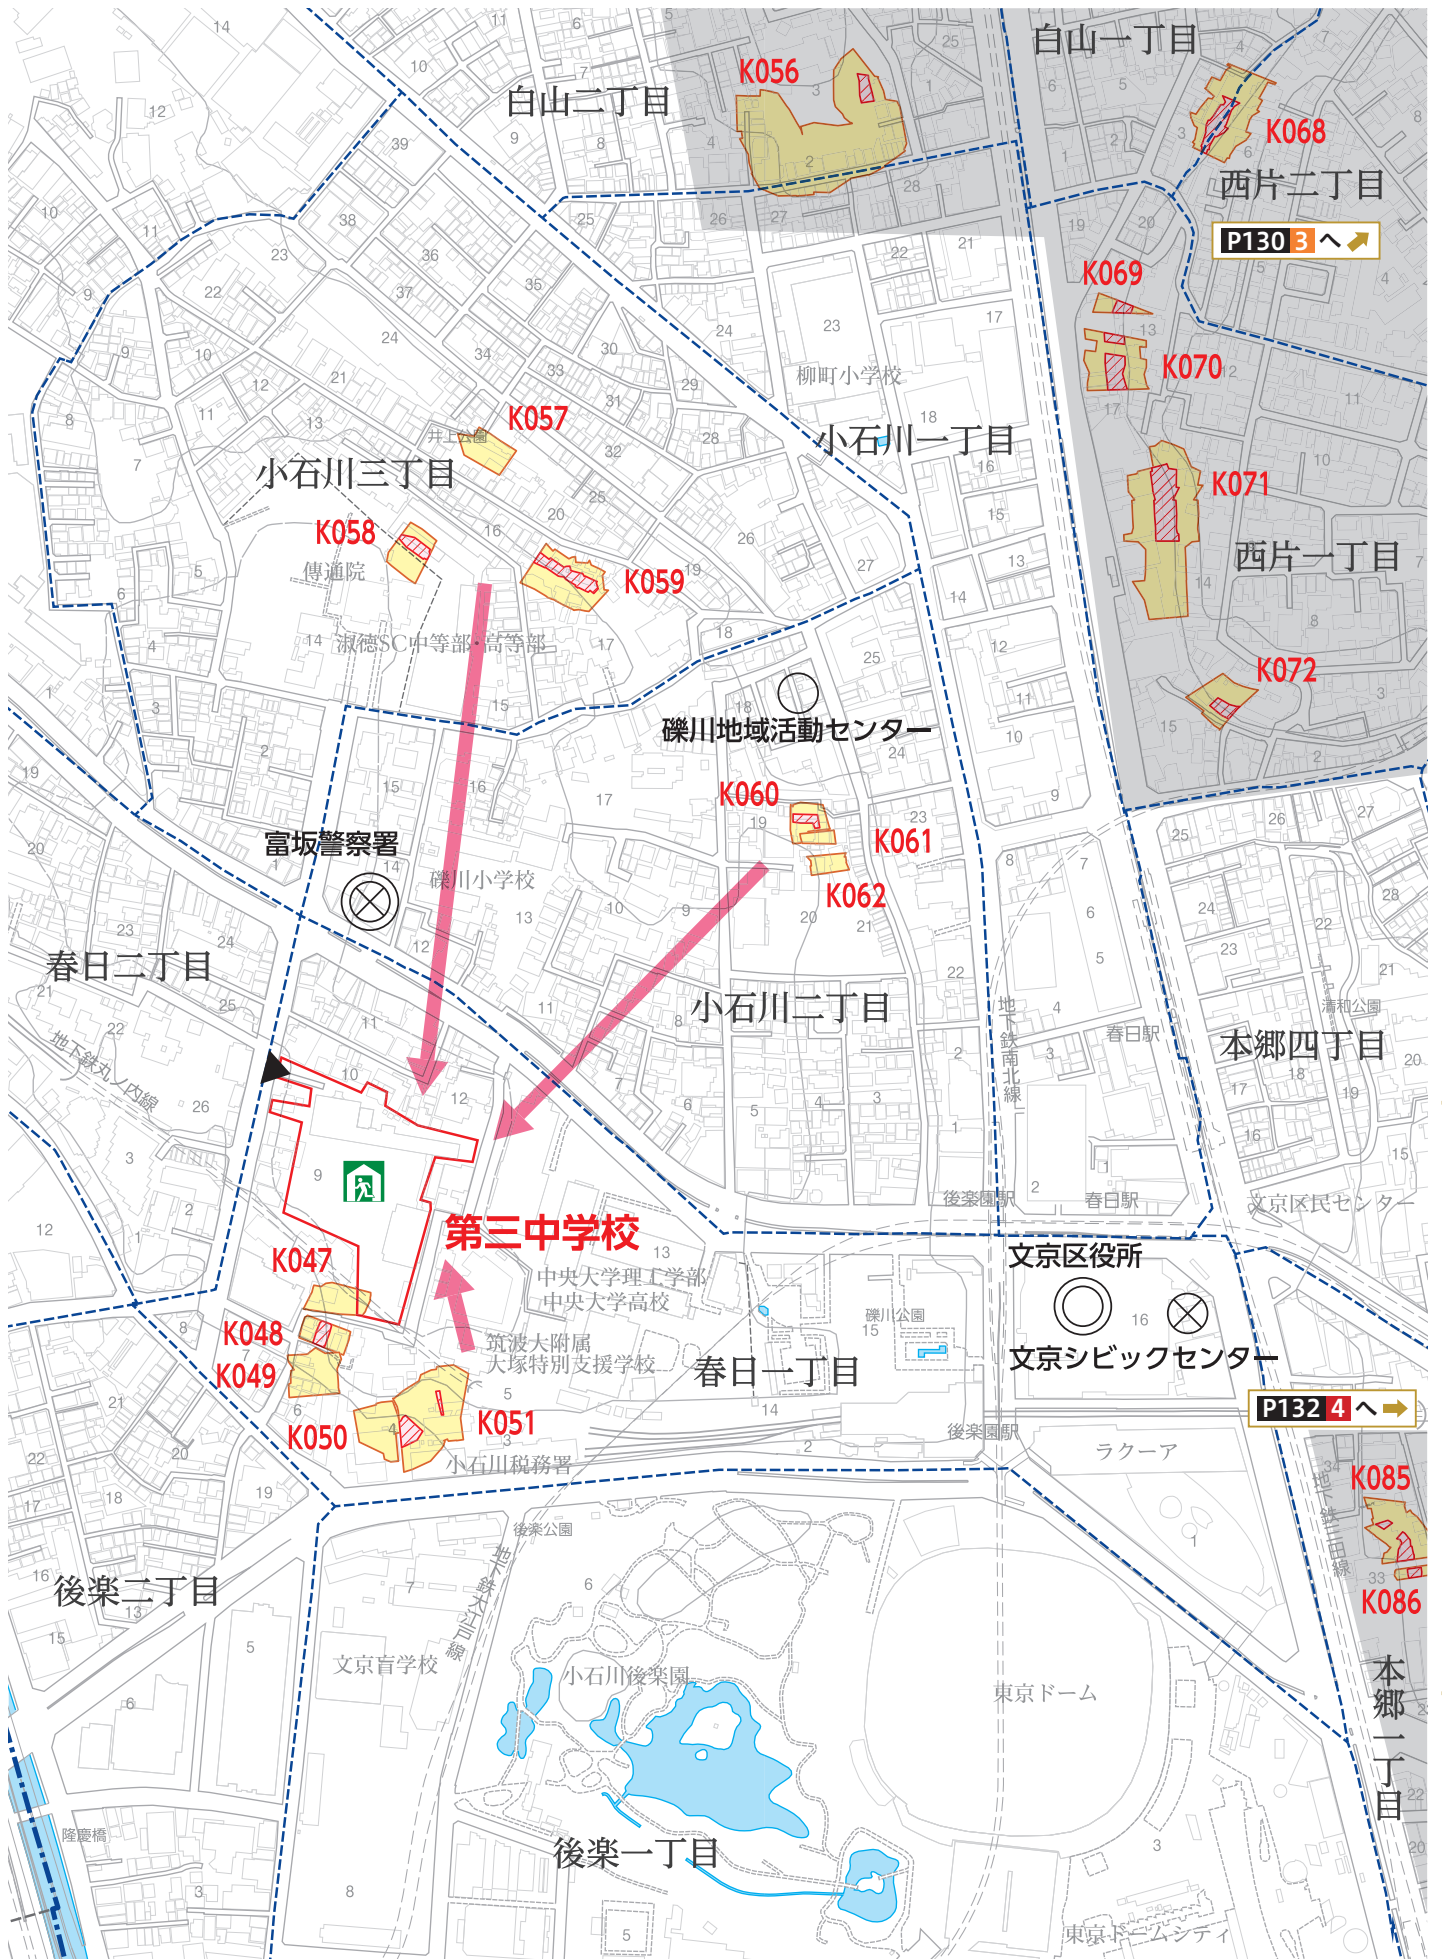 白山一丁目
K056
白山二丁目
K068
西片二丁目
P130 3 へ
K069
K070
柳町小学校
K057
井上公園
小石川一丁目
小石川三丁目
K071
K058
西片一丁目
傳通院
K059
淑徳SC中等部・高等部
K072
礫川地域活動センター
K060
富坂警察署
K061
礫川小学校
K062
春日二丁目
小石川二丁目
清和公園
地下鉄南北線
春日駅
本郷四丁目
地下鉄丸ノ内線
後楽園駅
春日駅
文京区民センター
第三中学校
K047
文京区役所
中央大学理工学部
中央大学高校
礫川公園
K048
筑波大附属
大塚特別支援学校
春日一丁目
文京シビックセンター
K049
P132 4 へ
K051
K050
後楽園駅
小石川税務署
ラクーア
K085
後楽公園
地下鉄三田線
地下鉄大江戸線
後楽二丁目
K086
文京盲学校
小石川後楽園
東京ドーム
本郷一丁目
隆慶橋
後楽一丁目
東京ドームシティ